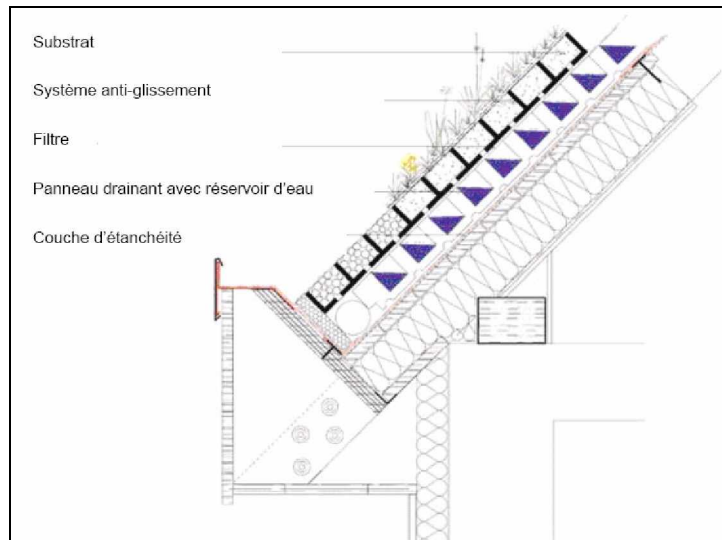 Substrat
Système anti-glissement
Filtre
Panneau drainant avec réservoir d'eau
Couche d'étanchéité